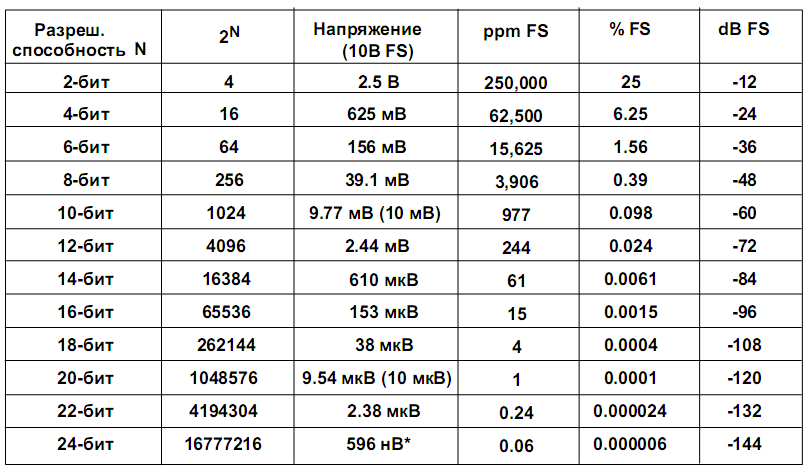 Разреш. способность N 2N Напряжение (10В FS) ppm FS % FS dB FS
2-бит 4 2.5 В 250,000 25 -12
4-бит 16 625 мВ 62,500 6.25 -24
6-бит 64 156 мВ 15,625 1.56 -36
8-бит 256 39.1 мВ 3,906 0.39 -48
10-бит 1024 9.77 мВ (10 мВ) 977 0.098 -60
12-бит 4096 2.44 мВ 244 0.024 -72
14-бит 16384 610 мкВ 61 0.0061 -84
16-бит 65536 153 мкВ 15 0.0015 -96
18-бит 262144 38 мкВ 4 0.0004 -108
20-бит 1048576 9.54 мкВ (10 мкВ) 1 0.0001 -120
22-бит 4194304 2.38 мкВ 0.24 0.000024 -132
24-бит 16777216 596 нВ* 0.06 0.000006 -144